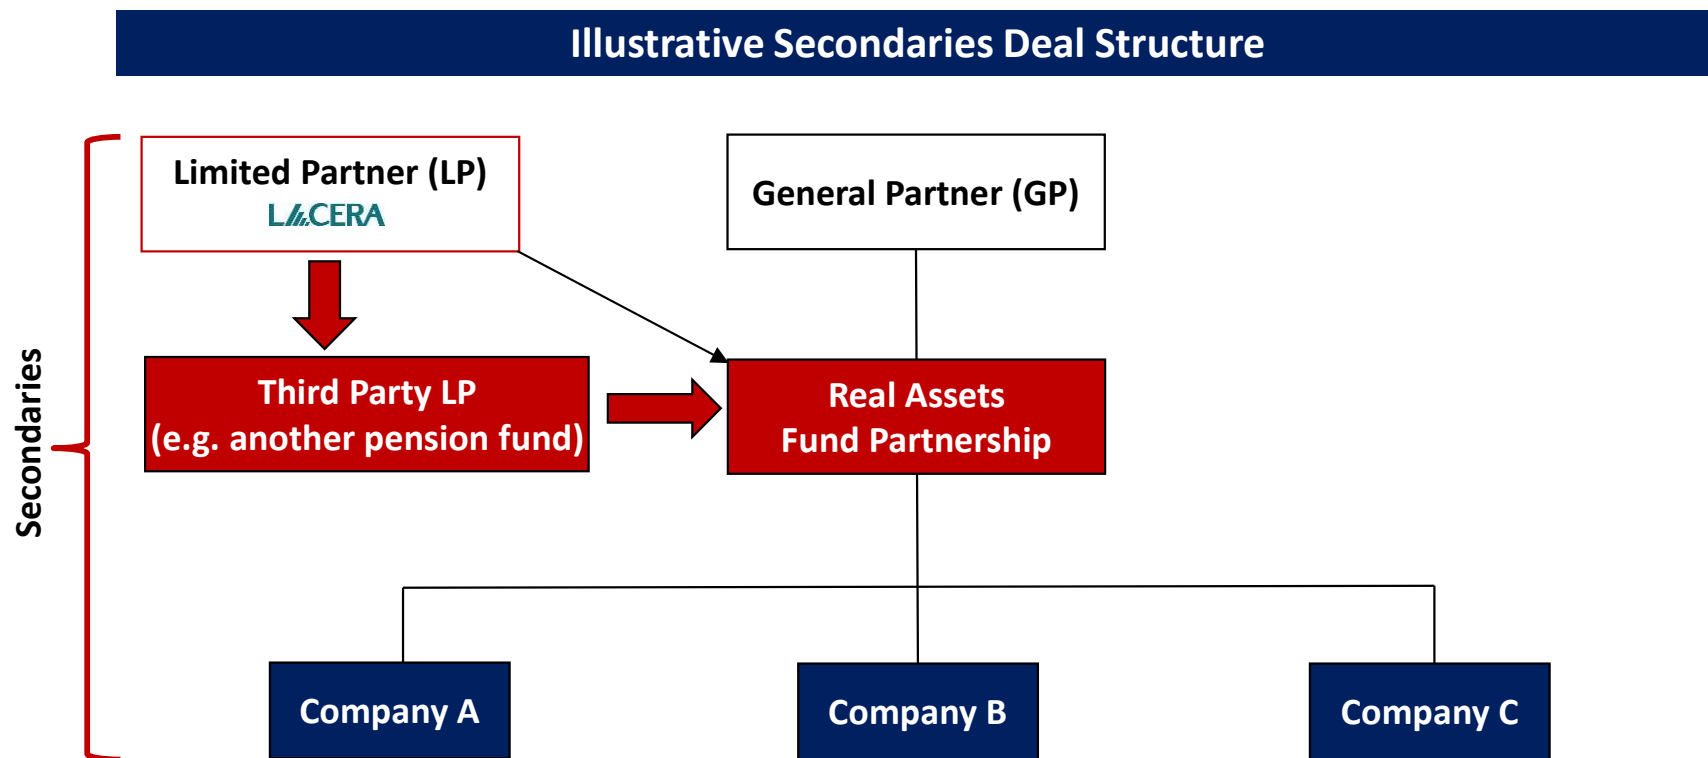 Illustrative Secondaries Deal Structure
Limited Partner (LP)
LACERA
General Partner (GP)
Secondaries
Third Party LP
(e.g. another pension fund)
Real Assets
Fund Partnership
Company A
Company B
Company C